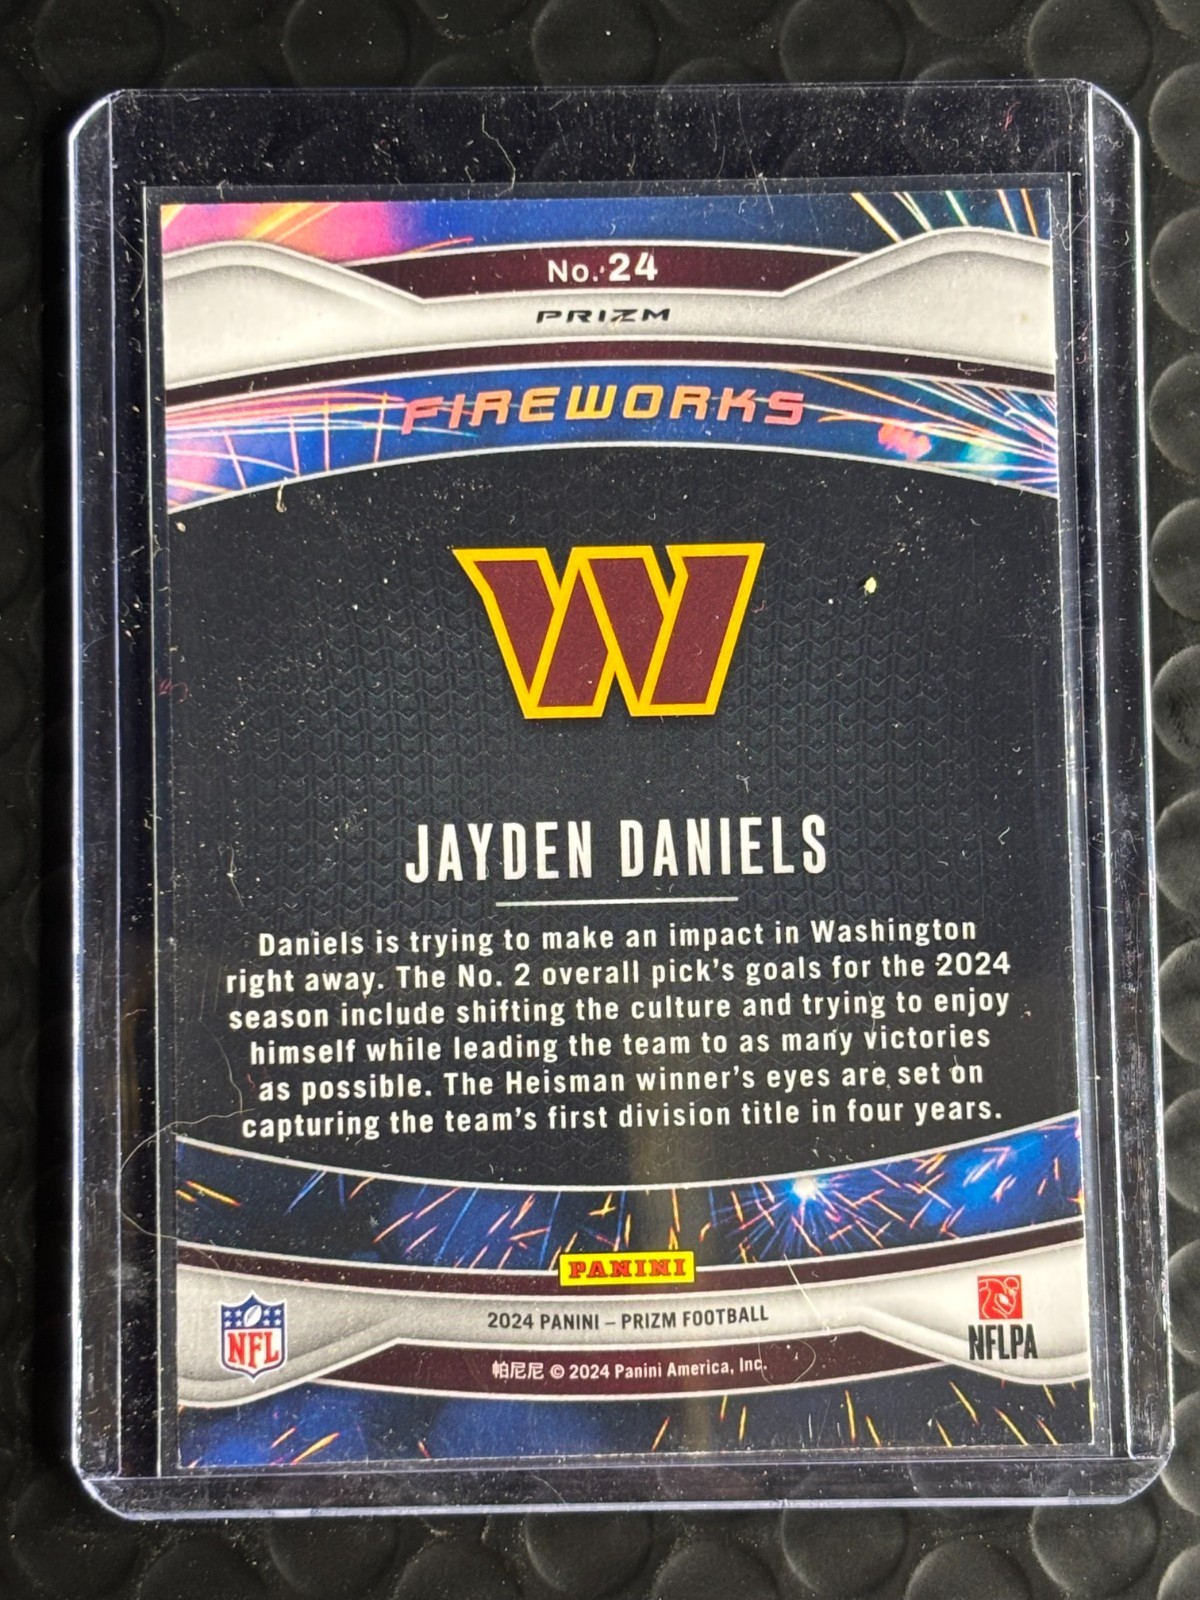 No. 24
PRIZM
FIREWORKS
W
JAYDEN DANIELS
Daniels is trying to make an impact in Washington
right away. The No. 2 overall pick's goals for the 2024
season include shifting the culture and trying to enjoy
himself while leading the team to as many victories
as possible. The Heisman winner's eyes are set on
capturing the team's first division title in four years.
PANINI
2024 PANINI – PRIZM FOOTBALL
NFL
NFLPA
帕尼尼 © 2024 Panini America, Inc.